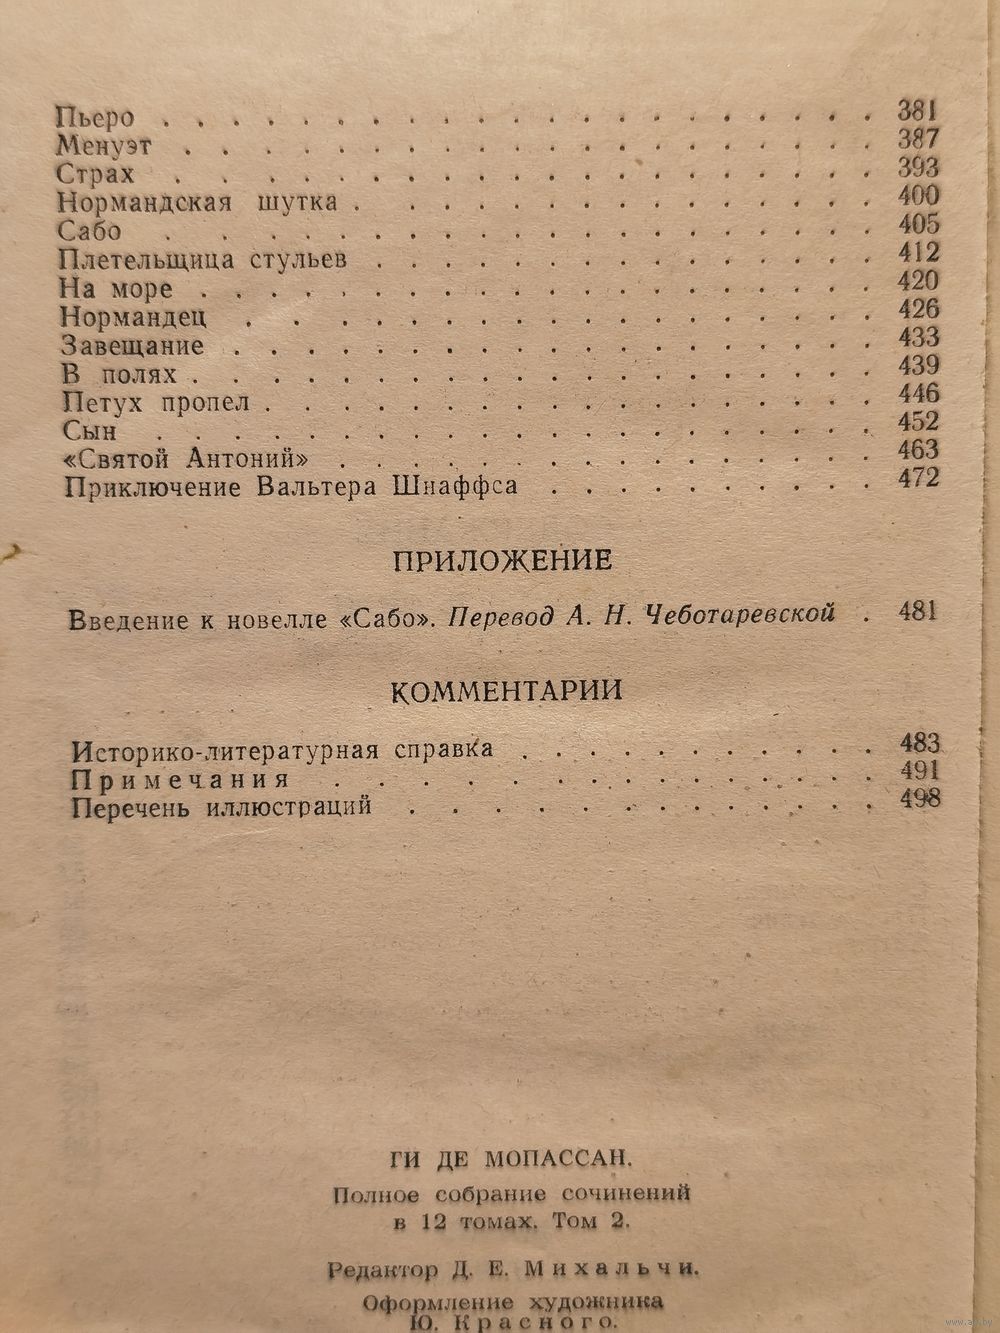 Пьеро . . . . . . . . . . . . . . . . . . . . . 381
Менуэт . . . . . . . . . . . . . . . . . . . . 387
Страх . . . . . . . . . . . . . . . . . . . . . 393
Нормандская шутка . . . . . . . . . . . . . . . 400
Сабо . . . . . . . . . . . . . . . . . . . . . 405
Плетельщица стульев . . . . . . . . . . . . . . . 412
На море . . . . . . . . . . . . . . . . . . . . 420
Нормандец . . . . . . . . . . . . . . . . . . . 426
Завещание . . . . . . . . . . . . . . . . . . . 433
В полях . . . . . . . . . . . . . . . . . . . . 439
Петух пропел . . . . . . . . . . . . . . . . . . 446
Сын . . . . . . . . . . . . . . . . . . . . . 452
«Святой Антоний» . . . . . . . . . . . . . . . . 463
Приключение Вальтера Шнаффса . . . . . . . . . . 472
ПРИЛОЖЕНИЕ
Введение к новелле «Сабо». Перевод А. Н. Чеботаревской . 481
КОММЕНТАРИИ
Историко-литературная справка . . . . . . . . . . . 483
Примечания . . . . . . . . . . . . . . . . 491
Перечень иллюстраций . . . . . . . . . . . . . . 498
ГИ ДЕ МОПАССАН.
Полное собрание сочинений
в 12 томах. Том 2.
Редактор Д. Е. Михальчи.
Оформление художника
Ю. Красного.
www.ay.by